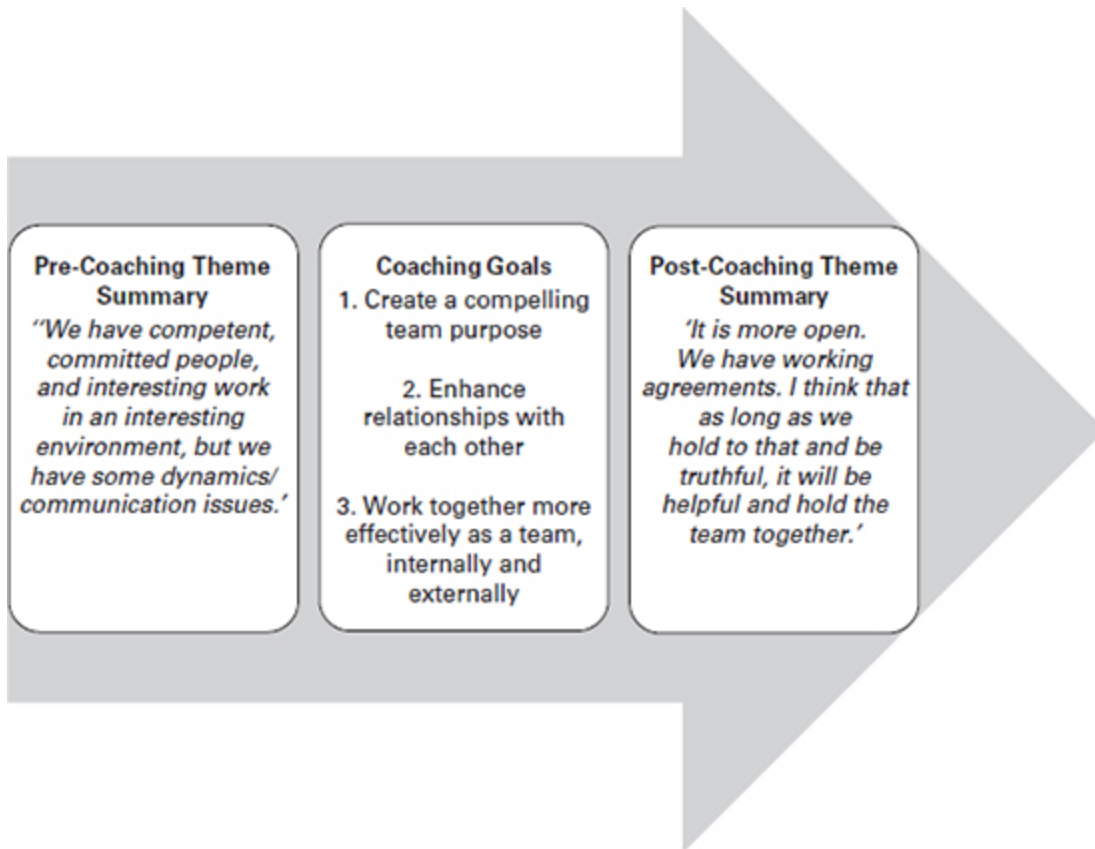 Pre-Coaching Theme
Summary
‘‘We have competent,
committed people,
and interesting work
in an interesting
environment, but we
have some dynamics/
communication issues.’
Coaching Goals
1. Create a compelling
team purpose
2. Enhance
relationships with
each other
3. Work together more
effectively as a team,
internally and
externally
Post-Coaching Theme
Summary
‘It is more open.
We have working
agreements. I think that
as long as we
hold to that and be
truthful, it will be
helpful and hold the
team together.’